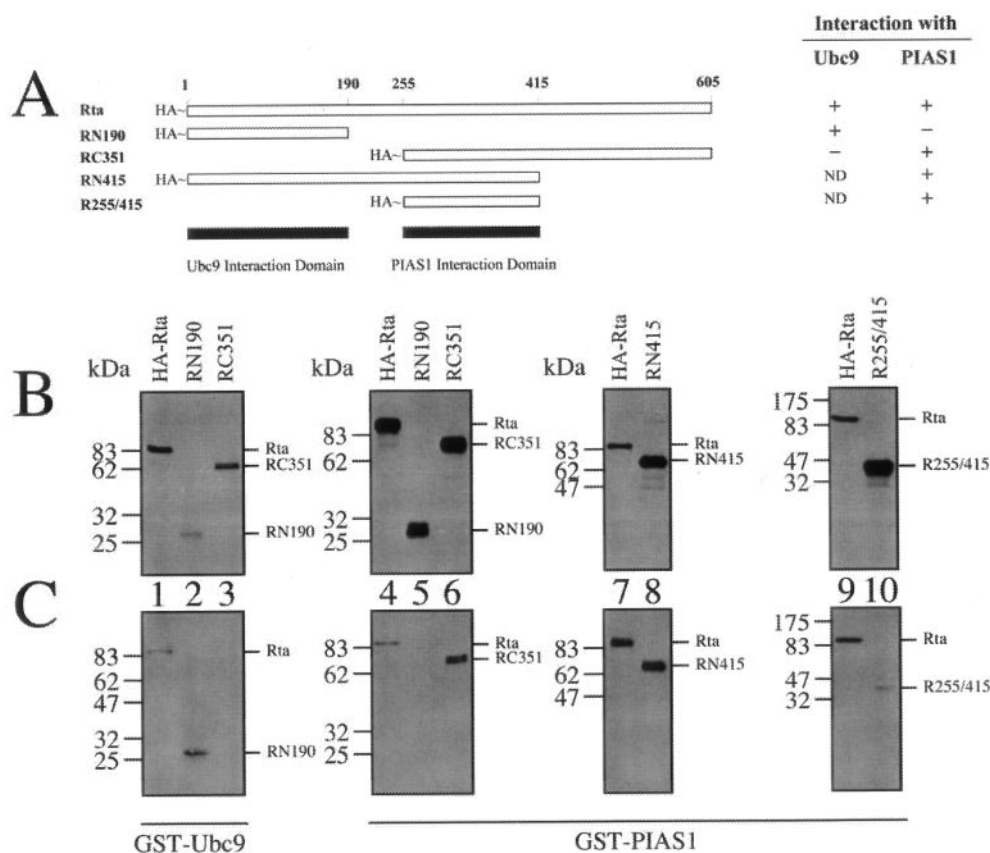 Interaction with
Ubc9 PIAS1
A
1 190 255 415 605
Rta HA~ + +
RN190 HA~ + −
RC351 HA~ − +
RN415 HA~ ND +
R255/415 HA~ ND +
Ubc9 Interaction Domain PIAS1 Interaction Domain
B
kDa HA-Rta RN190 RC351
83
62
32
25
Rta
RC351
RN190
kDa HA-Rta RN190 RC351
83
62
32
25
Rta
RC351
RN190
kDa HA-Rta RN415
83
62
47
Rta
RN415
kDa HA-Rta R255/415
175
83
47
32
Rta
R255/415
1 2 3 4 5 6 7 8 9 10
C
83
62
47
32
25
Rta
RN190
83
62
32
25
Rta
RC351
83
62
47
Rta
RN415
175
83
47
32
Rta
R255/415
GST-Ubc9 GST-PIAS1